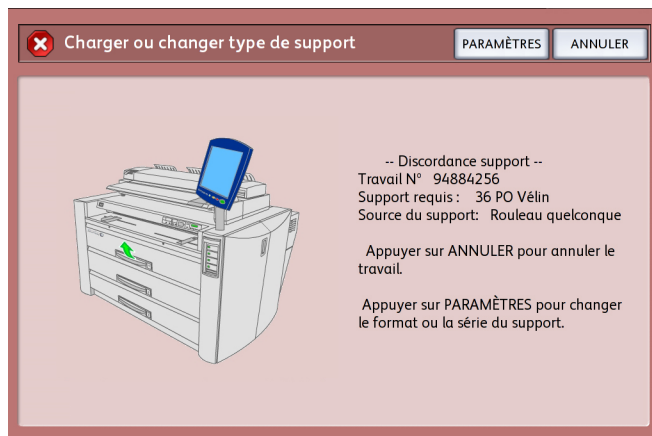 Charger ou changer type de support
PARAMÈTRES
ANNULER
-- Discordance support --
Travail N° 94884256
Support requis : 36 PO Vélin
Source du support: Rouleau quelconque
Appuyer sur ANNULER pour annuler le
travail.
Appuyer sur PARAMÈTRES pour changer
le format ou la série du support.